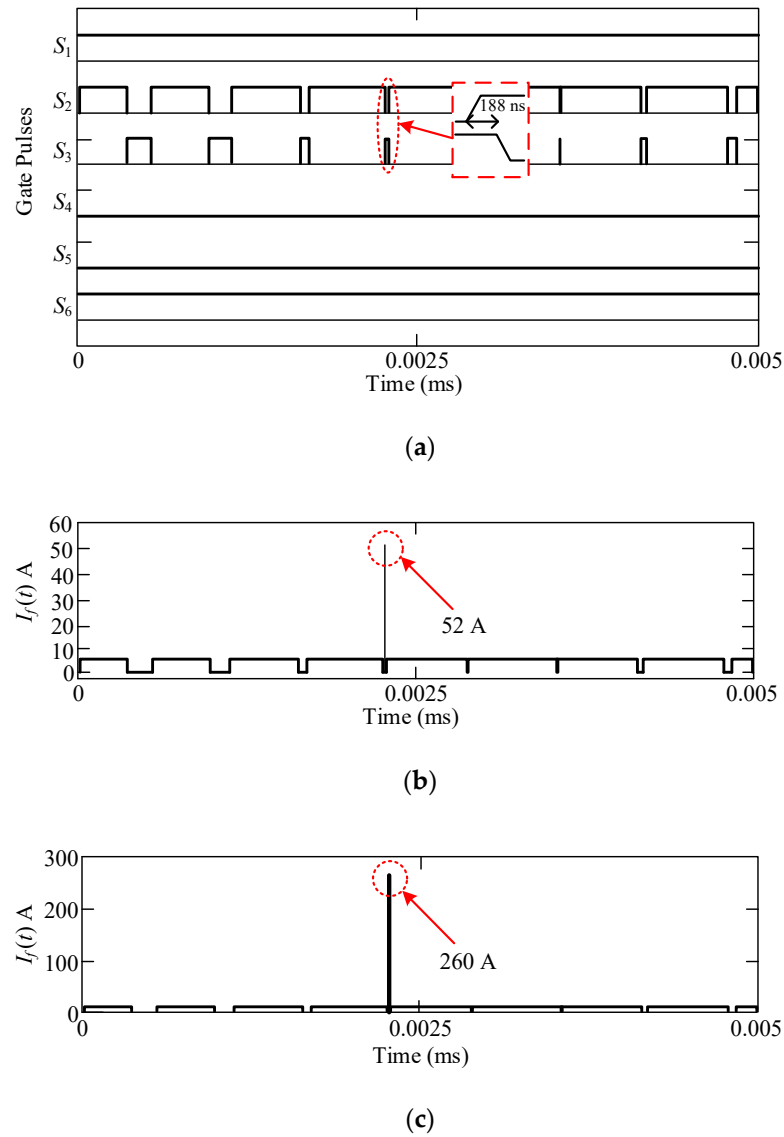 Gate Pulses
S1
S2
S3
S4
S5
S6
188 ns
0 0.0025 0.005
Time (ms)
(a)
I_f(t) A
60
50
40
30
20
10
0
52 A
0 0.0025 0.005
Time (ms)
(b)
I_f(t) A
300
200
100
0
260 A
0 0.0025 0.005
Time (ms)
(c)